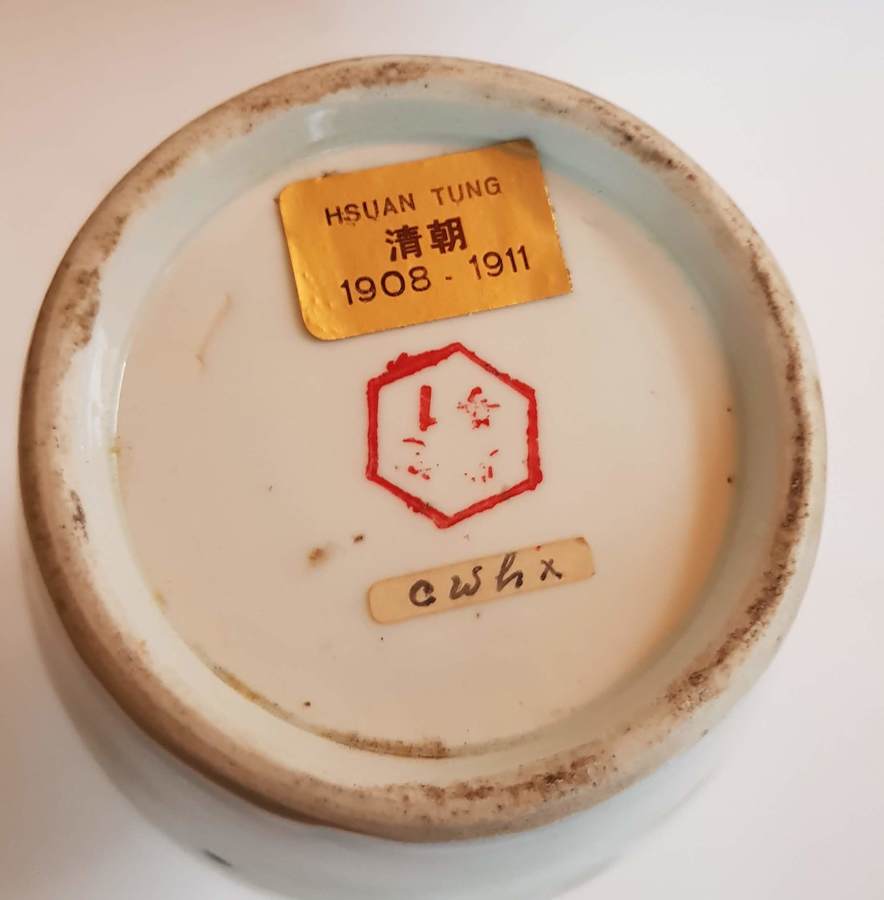 HSUAN TUNG
清朝
1908 - 1911
cwhx